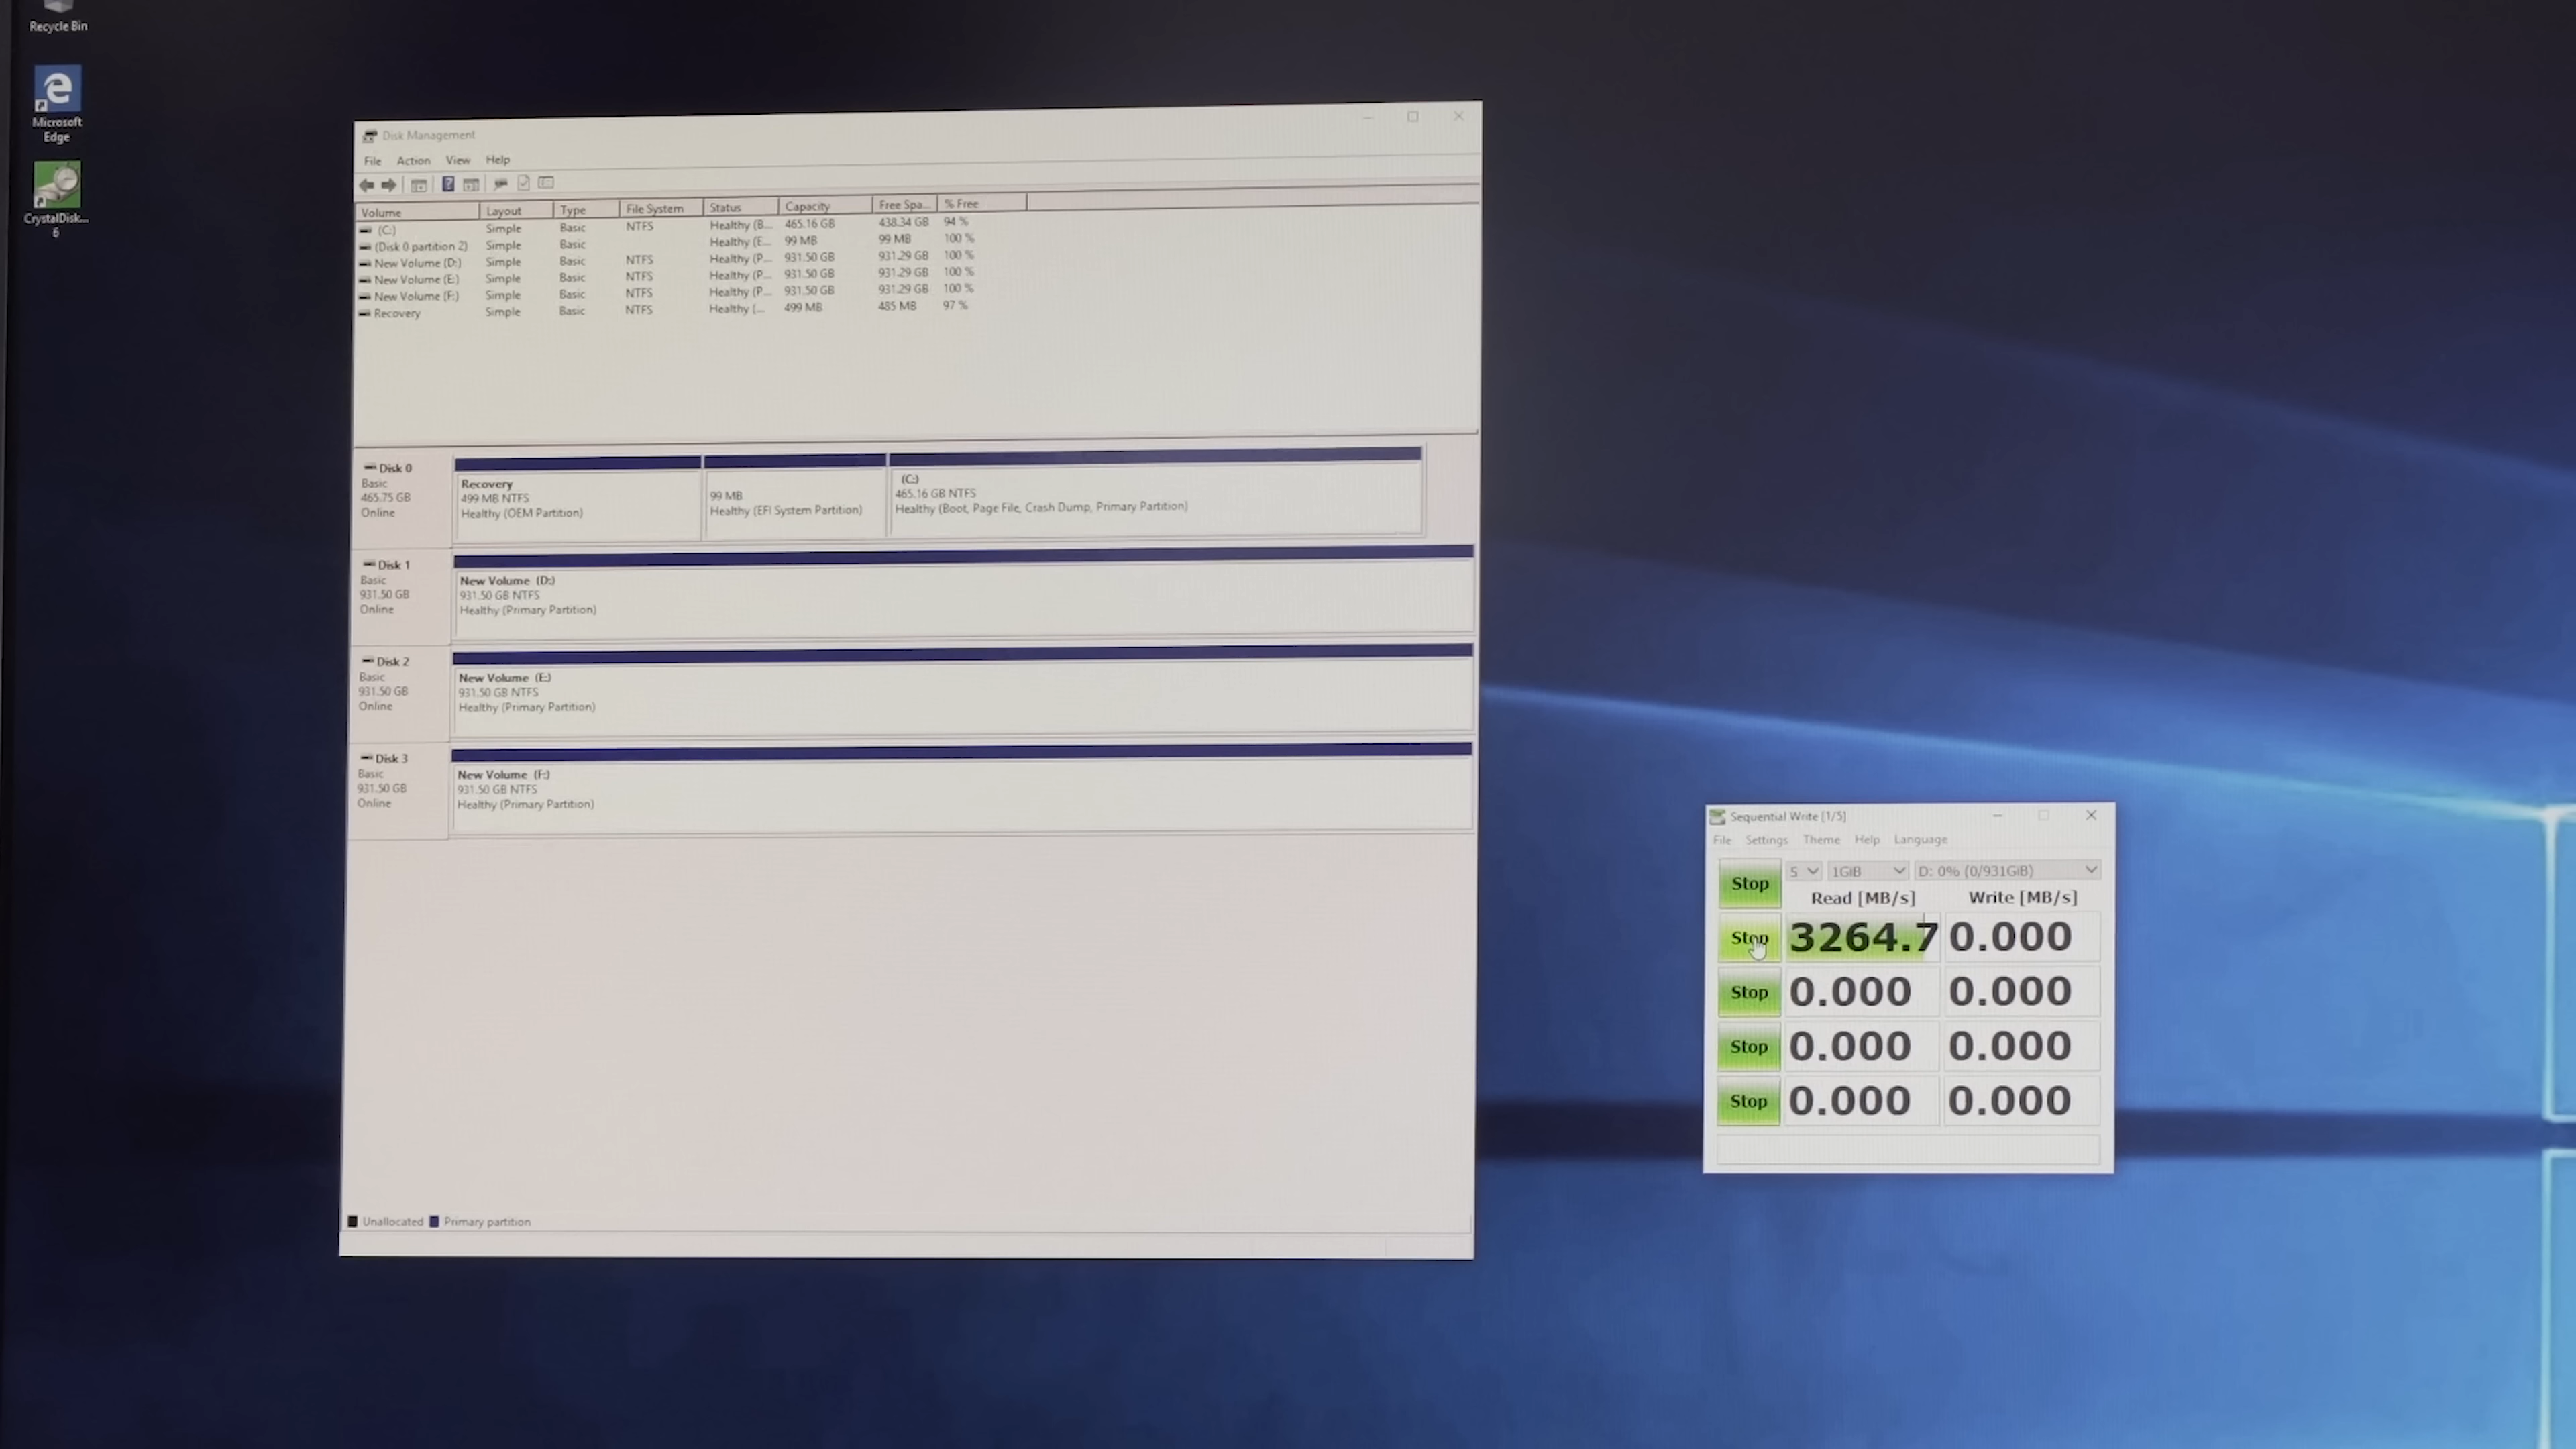 Recycle Bin
Microsoft
Edge
CrystalDisk...
6
Disk Management
File Action View Help
Volume Layout Type File System Status Capacity Free Spa... % Free
(C:) Simple Basic NTFS Healthy (B... 465.16 GB 438.34 GB 94 %
(Disk 0 partition 2) Simple Basic Healthy (E... 99 MB 99 MB 100 %
New Volume (D:) Simple Basic NTFS Healthy (P... 931.50 GB 931.29 GB 100 %
New Volume (E:) Simple Basic NTFS Healthy (P... 931.50 GB 931.29 GB 100 %
New Volume (F:) Simple Basic NTFS Healthy (P... 931.50 GB 931.29 GB 100 %
Recovery Simple Basic NTFS Healthy (... 499 MB 485 MB 97 %
Disk 0
Basic
465.75 GB
Online
Recovery
499 MB NTFS
Healthy (OEM Partition)
99 MB
Healthy (EFI System Partition)
(C:)
465.16 GB NTFS
Healthy (Boot, Page File, Crash Dump, Primary Partition)
Disk 1
Basic
931.50 GB
Online
New Volume (D:)
931.50 GB NTFS
Healthy (Primary Partition)
Disk 2
Basic
931.50 GB
Online
New Volume (E:)
931.50 GB NTFS
Healthy (Primary Partition)
Disk 3
Basic
931.50 GB
Online
New Volume (F:)
931.50 GB NTFS
Healthy (Primary Partition)
Unallocated Primary partition
Sequential Write [1/5]
File Settings Theme Help Language
Stop 5 1GiB D: 0% (0/931GiB)
Read [MB/s] Write [MB/s]
Stop 3264.7 0.000
Stop 0.000 0.000
Stop 0.000 0.000
Stop 0.000 0.000